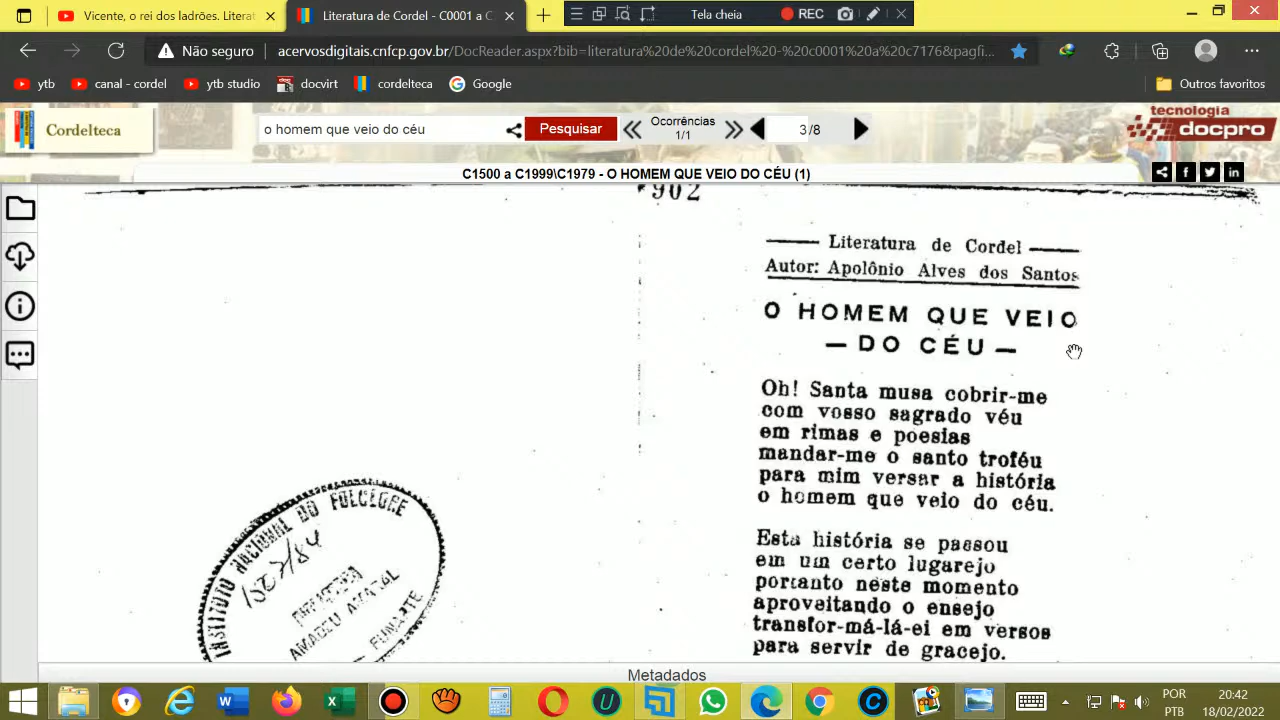 Vicente, o rei dos ladrões. Literat
Literatura de Cordel - C0001 a C
Tela cheia
REC
Não seguro
acervosdigitais.cnfcp.gov.br/DocReader.aspx?bib=literatura%20de%20cordel%20-%20c0001%20a%20c7176&pagfi...
ytb
canal - cordel
ytb studio
docvirt
cordelteca
Google
Outros favoritos
Cordelteca
o homem que veio do céu
Pesquisar
Ocorrências
1/1
3/8
tecnologia
docpro
C1500 a C1999\C1979 - O HOMEM QUE VEIO DO CÉU (1)
902
Literatura de Cordel
Autor: Apolônio Alves dos Santos
O HOMEM QUE VEIO
— DO CÉU —
Oh! Santa musa cobrir-me
com vosso sagrado véu
em rimas e poesias
mandar-me o santo troféu
para mim versar a história
o homem que veio do céu.
Esta história se passou
em um certo lugarejo
portanto neste momento
aproveitando o ensejo
transfor-má-lá-ei em versos
para servir de gracejo.
INSTITUTO NACIONAL DO FOLCLORE
AMADEU AMARAL
FUNARTE
Metadados
POR
PTB
20:42
18/02/2022